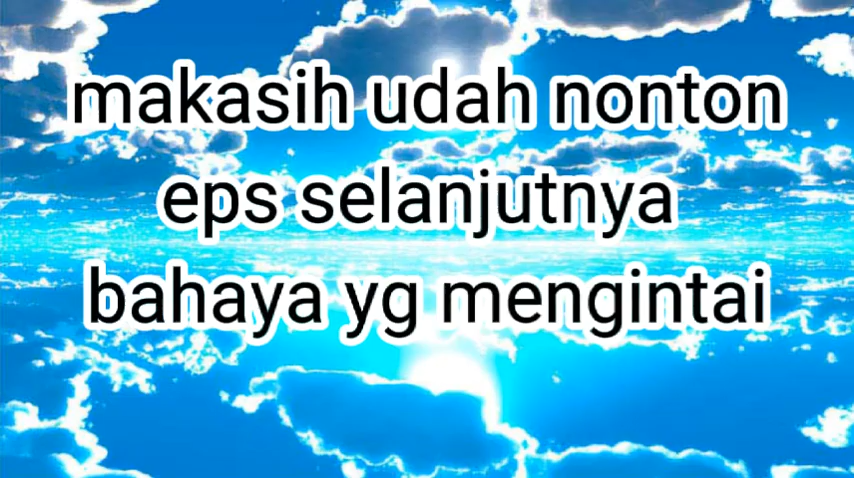 makasih udah nonton
eps selanjutnya
bahaya yg mengintai